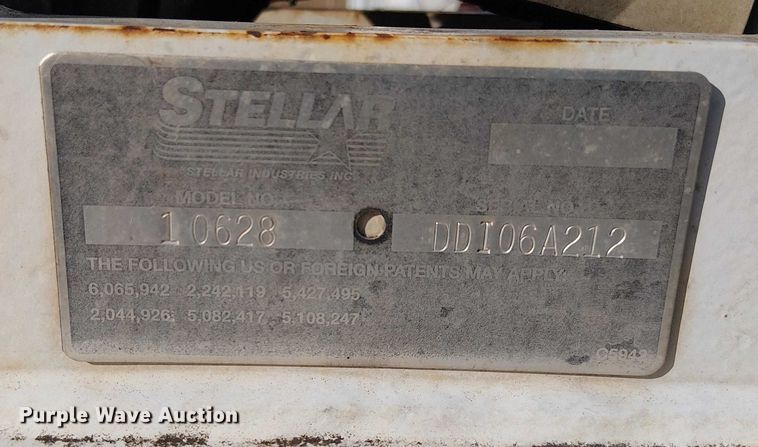 STELLAR
STELLAR INDUSTRIES INC.
DATE
MODEL NO. SERIAL NO.
10628 DDI06A212
THE FOLLOWING US OR FOREIGN PATENTS MAY APPLY:
6,065,942 2,242,119 5,427,495
2,044,926 5,082,417 5,108,247
C5943
Purple Wave Auction